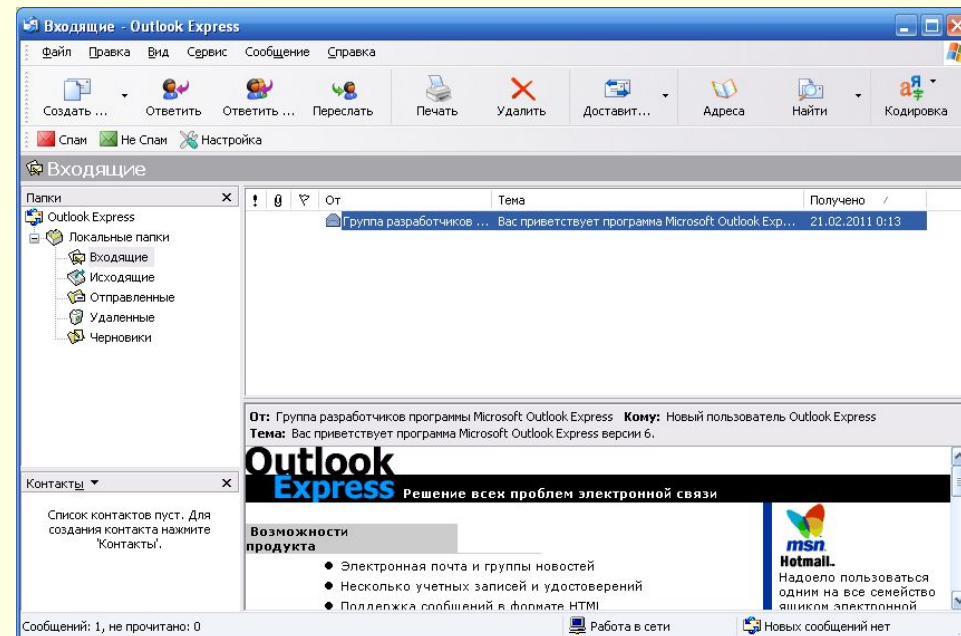 Входящие - Outlook Express
Файл Правка Вид Сервис Сообщение Справка
Создать ... Ответить Ответить ... Переслать Печать Удалить Доставит... Адреса Найти Кодировка
Спам Не Спам Настройка
Входящие
Папки
Outlook Express
Локальные папки
Входящие
Исходящие
Отправленные
Удаленные
Черновики
Контакты
Список контактов пуст. Для
создания контакта нажмите
'Контакты'.
! От Тема Получено
Группа разработчиков ... Вас приветствует программа Microsoft Outlook Exp... 21.02.2011 0:13
От: Группа разработчиков программы Microsoft Outlook Express Кому: Новый пользователь Outlook Express
Тема: Вас приветствует программа Microsoft Outlook Express версии 6.
Outlook
Express Решение всех проблем электронной связи
Возможности
продукта
● Электронная почта и группы новостей
● Несколько учетных записей и удостоверений
● Поддержка сообщений в формате HTML
msn
Hotmail.
Надоело пользоваться
одним на все семейство
ящиком электронной
Сообщений: 1, не прочитано: 0 Работа в сети Новых сообщений нет